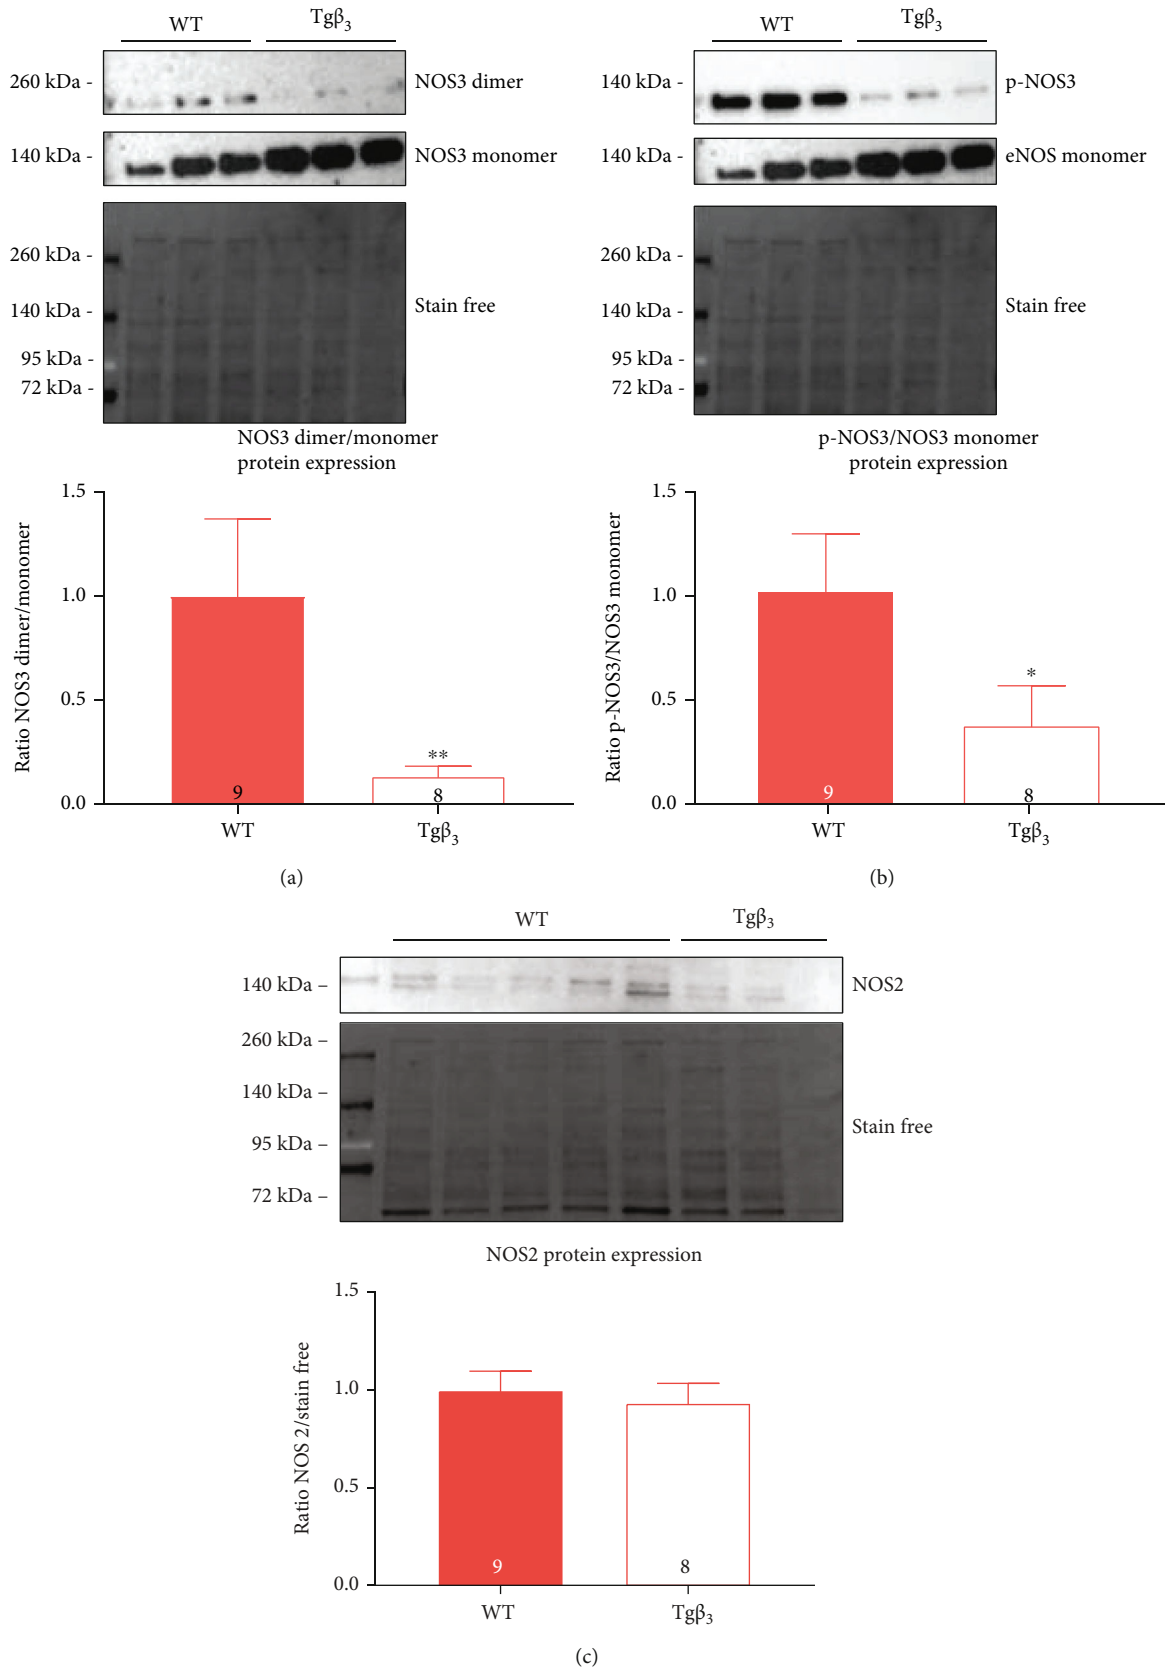 WT Tgβ3
260 kDa - NOS3 dimer
140 kDa - NOS3 monomer
260 kDa -
140 kDa - Stain free
95 kDa -
72 kDa -
NOS3 dimer/monomer
protein expression
Ratio NOS3 dimer/monomer
1.5
1.0
0.5
0.0
**
9 8
WT Tgβ3
(a)
WT Tgβ3
140 kDa - p-NOS3
140 kDa - eNOS monomer
260 kDa -
140 kDa - Stain free
95 kDa -
72 kDa -
p-NOS3/NOS3 monomer
protein expression
Ratio p-NOS3/NOS3 monomer
1.5
1.0
0.5
0.0
*
9 8
WT Tgβ3
(b)
WT Tgβ3
140 kDa – NOS2
260 kDa –
140 kDa –
Stain free
95 kDa –
72 kDa –
NOS2 protein expression
Ratio NOS 2/stain free
1.5
1.0
0.5
0.0
9 8
WT Tgβ3
(c)